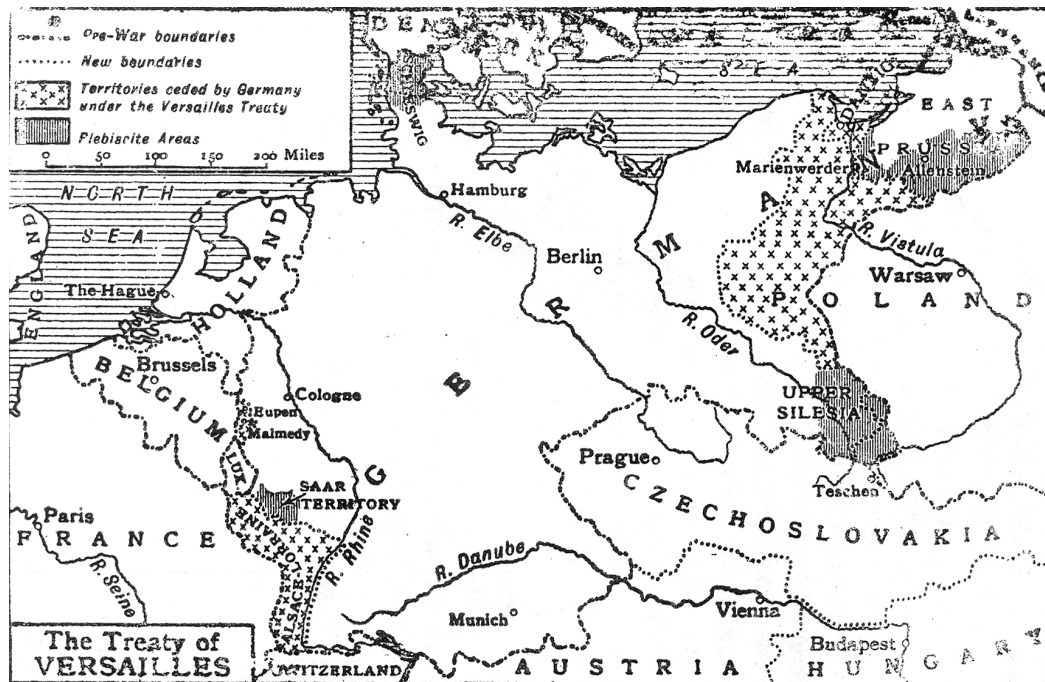 Pre-War boundaries
New boundaries
Territories ceded by Germany
under the Versailles Treaty
Plebiscite Areas
0 50 100 150 200 Miles
NORTH
SEA
ENGLAND
HOLLAND
The Hague
BELGIUM
Brussels
Cologne
Eupen
Malmedy
LUX.
SAAR
TERRITORY
ALSACE-LORRAINE
R. Rhine
Paris
FRANCE
R. Seine
Hamburg
R. Elbe
Berlin
GERMAN
DANZIG
EAST
PRUSS
Marienwerder
Allenstein
R. Vistula
Warsaw
POLAND
R. Oder
UPPER
SILESIA
Teschen
Prague
CZECHOSLOVAKIA
R. Danube
Munich
Vienna
Budapest
AUSTRIA
HUNGARY
SWITZERLAND
The Treaty of
VERSAILLES